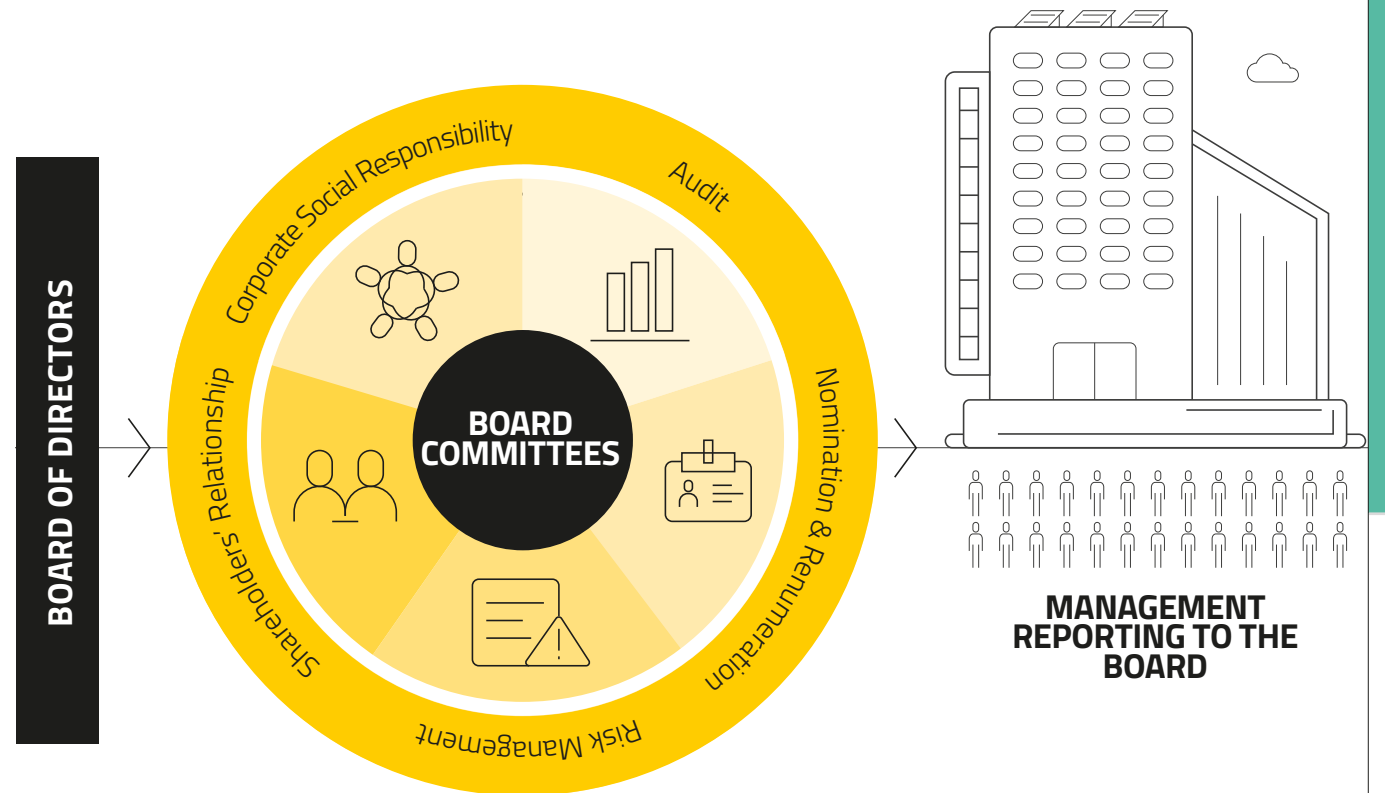 BOARD OF DIRECTORS
Corporate Social Responsibility
Audit
Nomination & Renumeration
Risk Management
Shareholders’ Relationship
BOARD
COMMITTEES
MANAGEMENT
REPORTING TO THE
BOARD